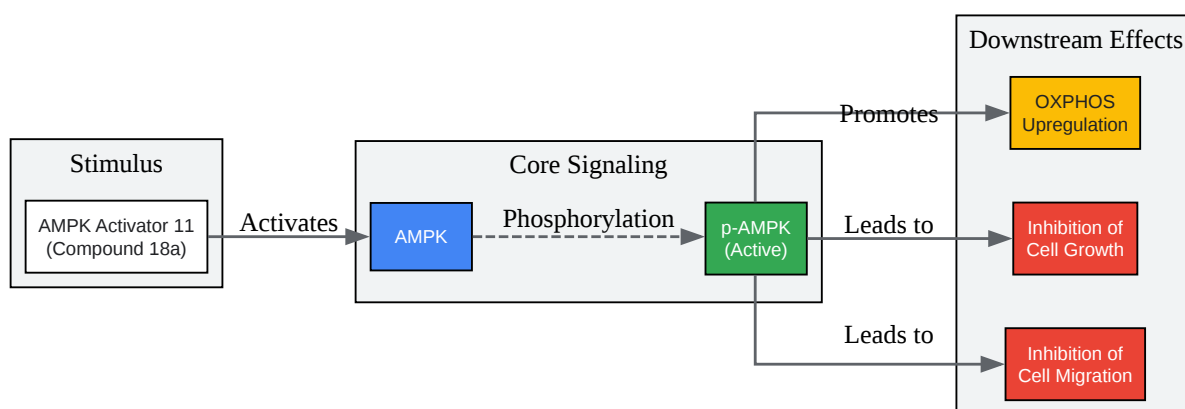 Stimulus
AMPK Activator 11
(Compound 18a)
Activates
Core Signaling
AMPK
Phosphorylation
p-AMPK
(Active)
Promotes
Leads to
Leads to
Downstream Effects
OXPHOS
Upregulation
Inhibition of
Cell Growth
Inhibition of
Cell Migration